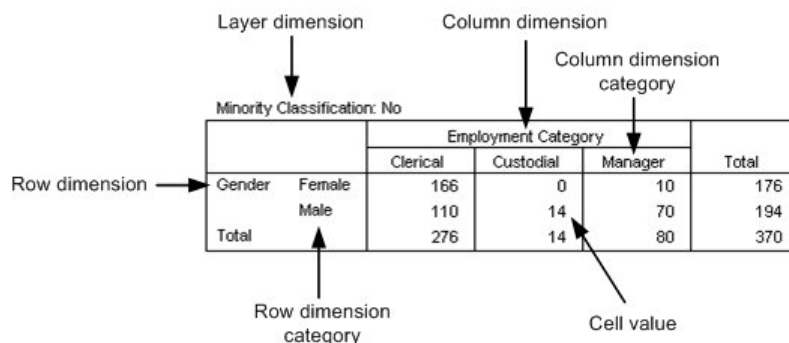 Layer dimension
Column dimension
Column dimension
category
Minority Classification: No
Employment Category
Clerical Custodial Manager Total
Row dimension
Gender Female 166 0 10 176
Male 110 14 70 194
Total 276 14 80 370
Row dimension
category
Cell value